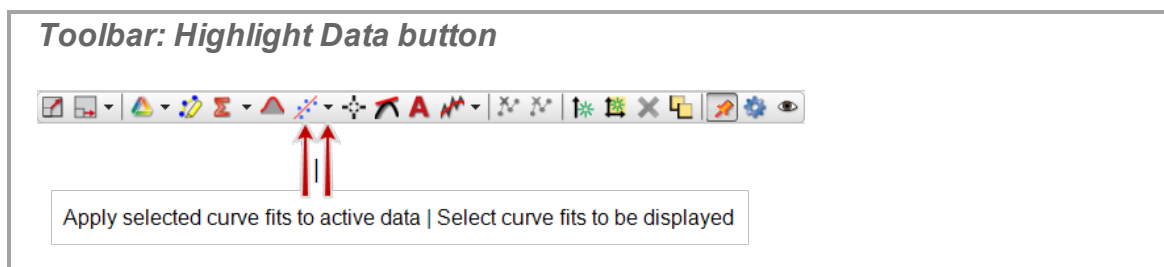 Toolbar: Highlight Data button
A
|
Apply selected curve fits to active data | Select curve fits to be displayed